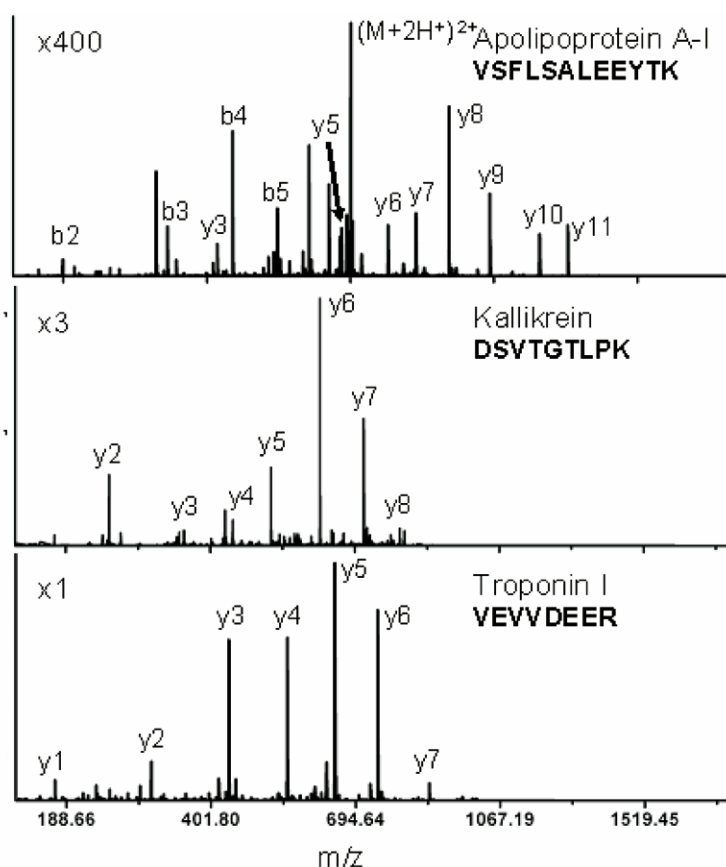 x400
(M+2H⁺)²⁺ Apolipoprotein A-I
VSFLSALEEYTK
b2
b3
y3
b4
b5
y5
y6
y7
y8
y9
y10
y11
x3
Kallikrein
DSVTGTLPK
y2
y3
y4
y5
y6
y7
y8
x1
Troponin I
VEVVDEER
y1
y2
y3
y4
y5
y6
y7
188.66 401.80 694.64 1067.19 1519.45
m/z